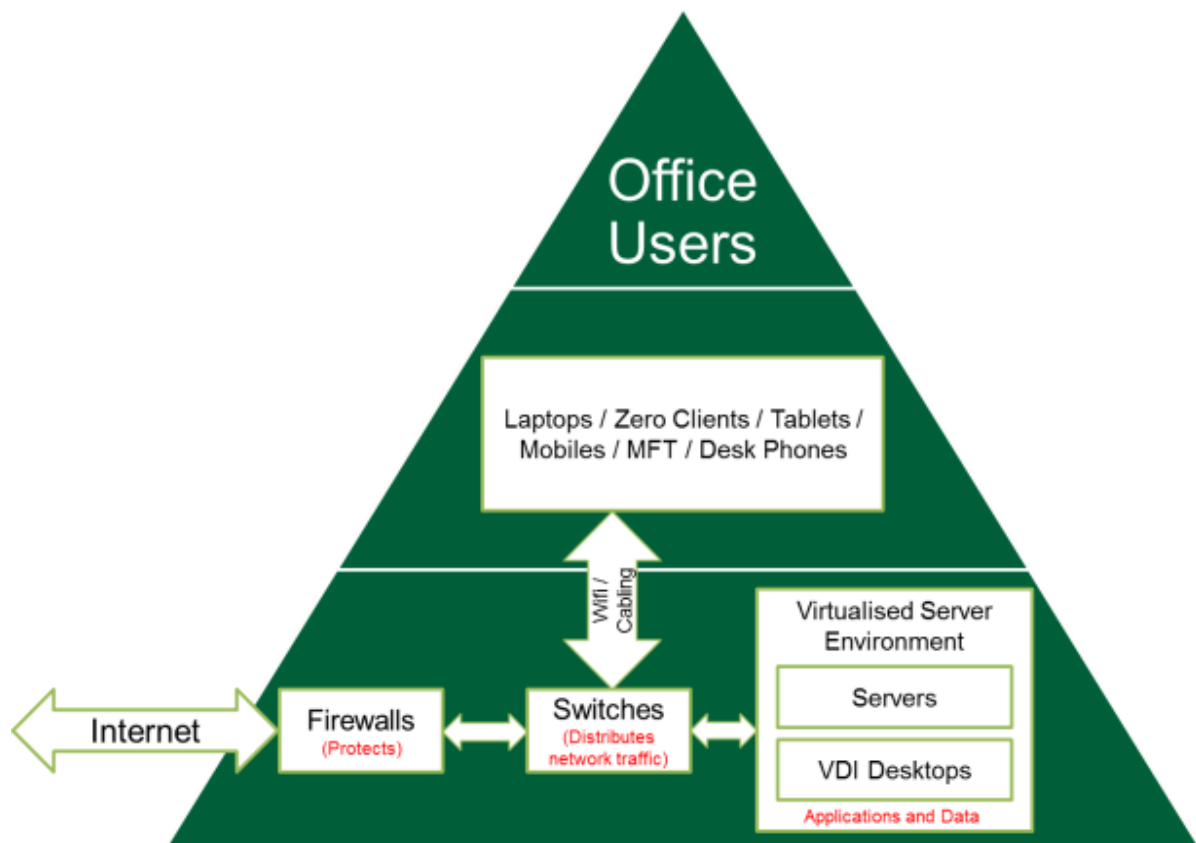 Office
Users
Laptops / Zero Clients / Tablets /
Mobiles / MFT / Desk Phones
Wifi /
Cabling
Internet
Firewalls
(Protects)
Switches
(Distributes
network traffic)
Virtualised Server
Environment
Servers
VDI Desktops
Applications and Data